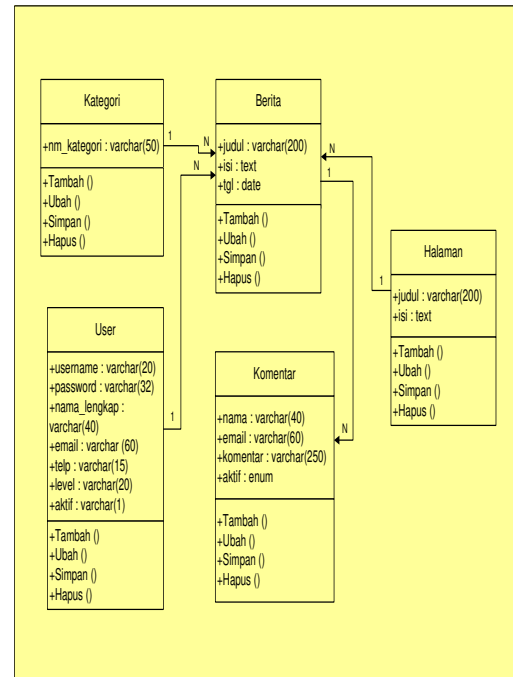 Kategori
+nm_kategori : varchar(50)
+Tambah ()
+Ubah ()
+Simpan ()
+Hapus ()
1
N
N
Berita
+judul : varchar(200)
+isi : text
+tgl : date
+Tambah ()
+Ubah ()
+Simpan ()
+Hapus ()
N
1
1
Halaman
+judul : varchar(200)
+isi : text
+Tambah ()
+Ubah ()
+Simpan ()
+Hapus ()
User
+username : varchar(20)
+password : varchar(32)
+nama_lengkap :
varchar(40)
+email : varchar (60)
+telp : varchar(15)
+level : varchar(20)
+aktif : varchar(1)
+Tambah ()
+Ubah ()
+Simpan ()
+Hapus ()
1
Komentar
+nama : varchar(40)
+email : varchar(60)
+komentar : varchar(250)
+aktif : enum
+Tambah ()
+Ubah ()
+Simpan ()
+Hapus ()
N